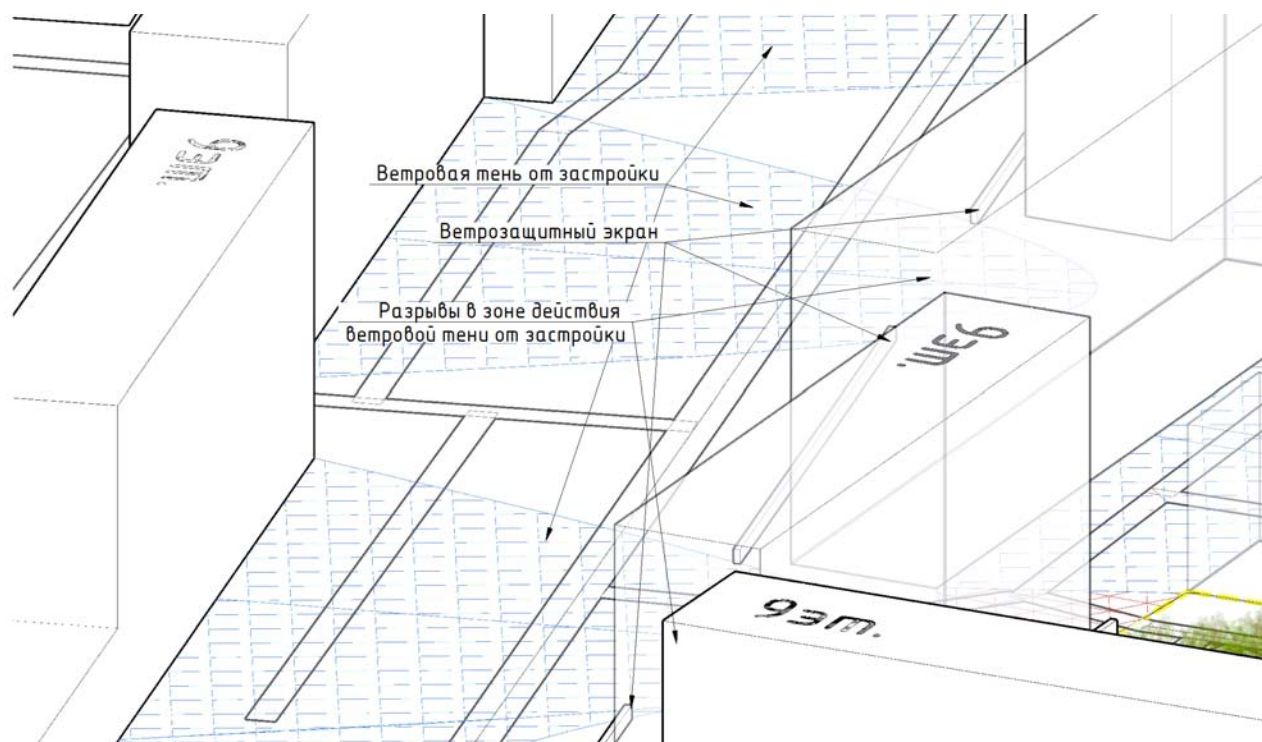 9эт.
Ветровая тень от застройки
Ветрозащитный экран
Разрывы в зоне действия
ветровой тени от застройки
9эт.
9эт.